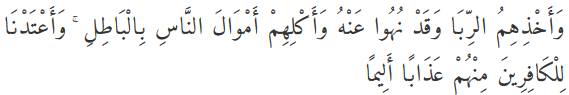 وَأَخْذِهِمُ الرِّبَا وَقَدْ نُهُوا عَنْهُ وَأَكْلِهِمْ أَمْوَالَ النَّاسِ بِالْبَاطِلِ ۚ وَأَعْتَدْنَا
لِلْكَافِرِينَ مِنْهُمْ عَذَابًا أَلِيمًا